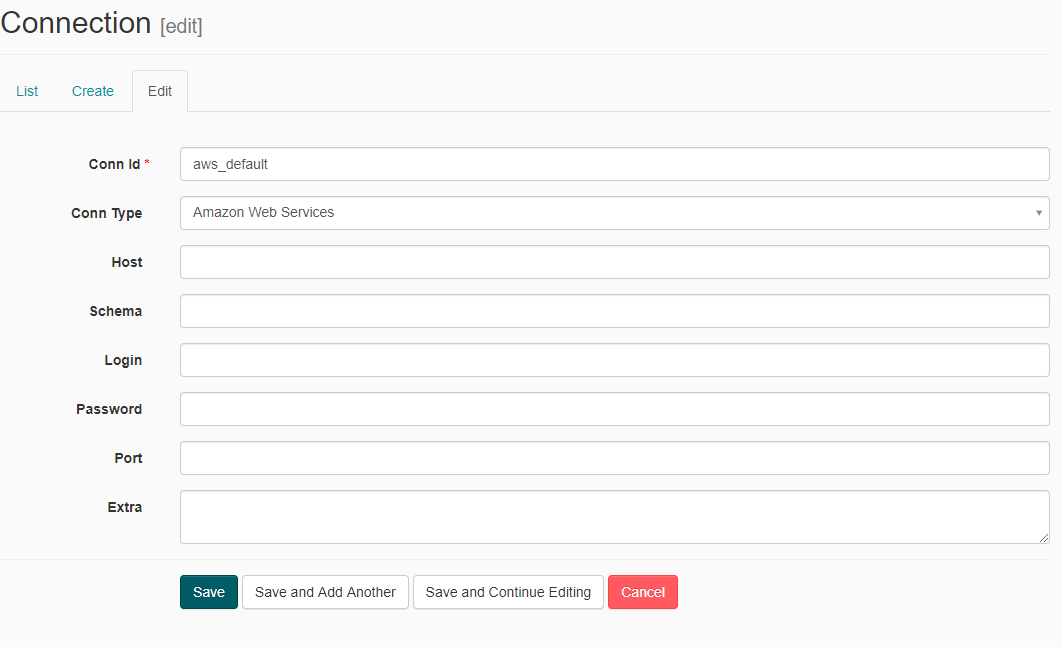 Connection [edit]
List Create Edit
Conn Id * aws_default
Conn Type Amazon Web Services
Host
Schema
Login
Password
Port
Extra
Save Save and Add Another Save and Continue Editing Cancel